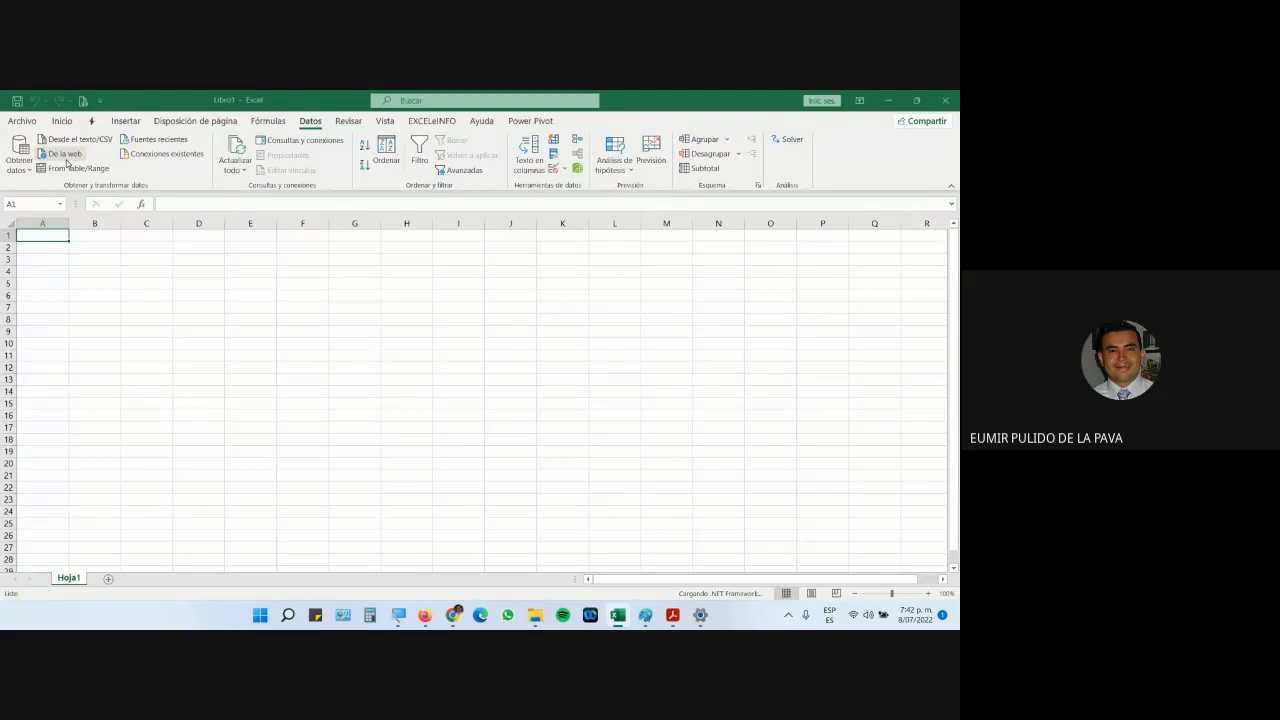 Libro1 - Excel
Buscar
Inic. ses.
Archivo Inicio Insertar Disposición de página Fórmulas Datos Revisar Vista EXCELeINFO Ayuda Power Pivot
Compartir
Obtener datos
Desde el texto/CSV
De la web
From Table/Range
Fuentes recientes
Conexiones existentes
Obtener y transformar datos
Actualizar todo
Consultas y conexiones
Propiedades
Editar vínculos
Consultas y conexiones
Ordenar
Filtro
Borrar
Volver a aplicar
Avanzadas
Ordenar y filtrar
Texto en columnas
Herramientas de datos
Análisis de hipótesis
Previsión
Previsión
Agrupar
Desagrupar
Subtotal
Esquema
Solver
Análisis
A1
fx
A B C D E F G H I J K L M N O P Q R
1
2
3
4
5
6
7
8
9
10
11
12
13
14
15
16
17
18
19
20
21
22
23
24
25
26
27
28
29
Hoja1
Listo
Cargando .NET Framework...
100%
ESP
ES
7:42 p. m.
8/07/2022
1
EUMIR PULIDO DE LA PAVA